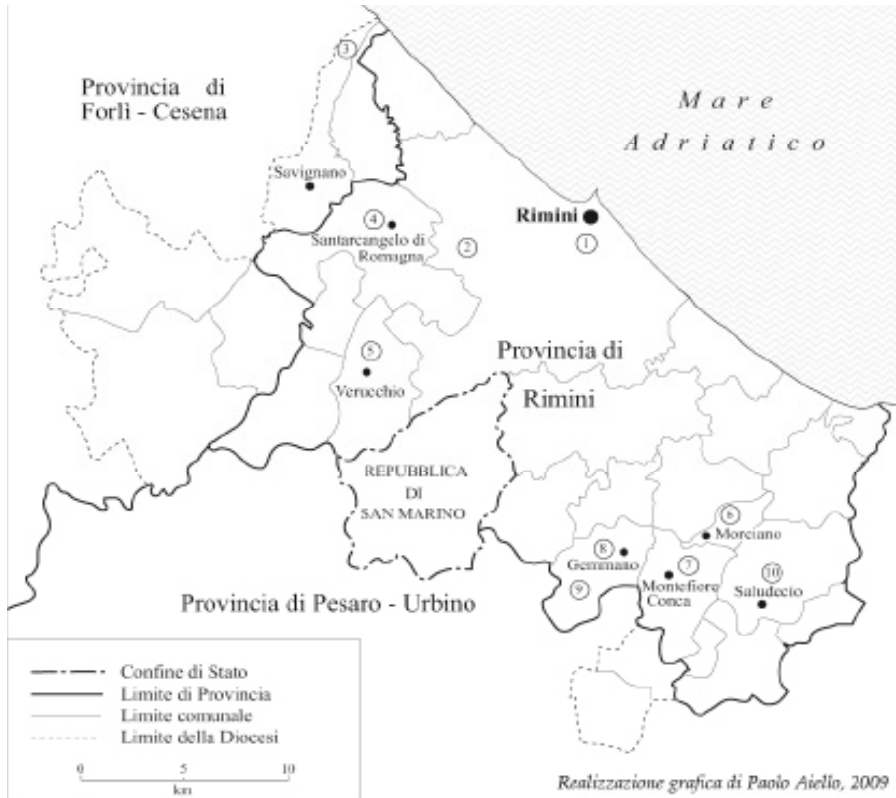 Provincia di
Forlì - Cesena
3
Mare
Adriatico
Savignano
Rimini
1
4
Santarcangelo di
Romagna
2
5
Verucchio
Provincia di
Rimini
REPUBBLICA
DI
SAN MARINO
6
Morciano
8
Gemmano
7
Montefiore
Conca
9
10
Saludecio
Provincia di Pesaro - Urbino
Confine di Stato
Limite di Provincia
Limite comunale
Limite della Diocesi
0 5 10
km
Realizzazione grafica di Paolo Aiello, 2009